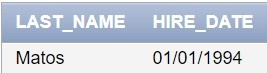 LAST_NAME HIRE_DATE
Matos 01/01/1994